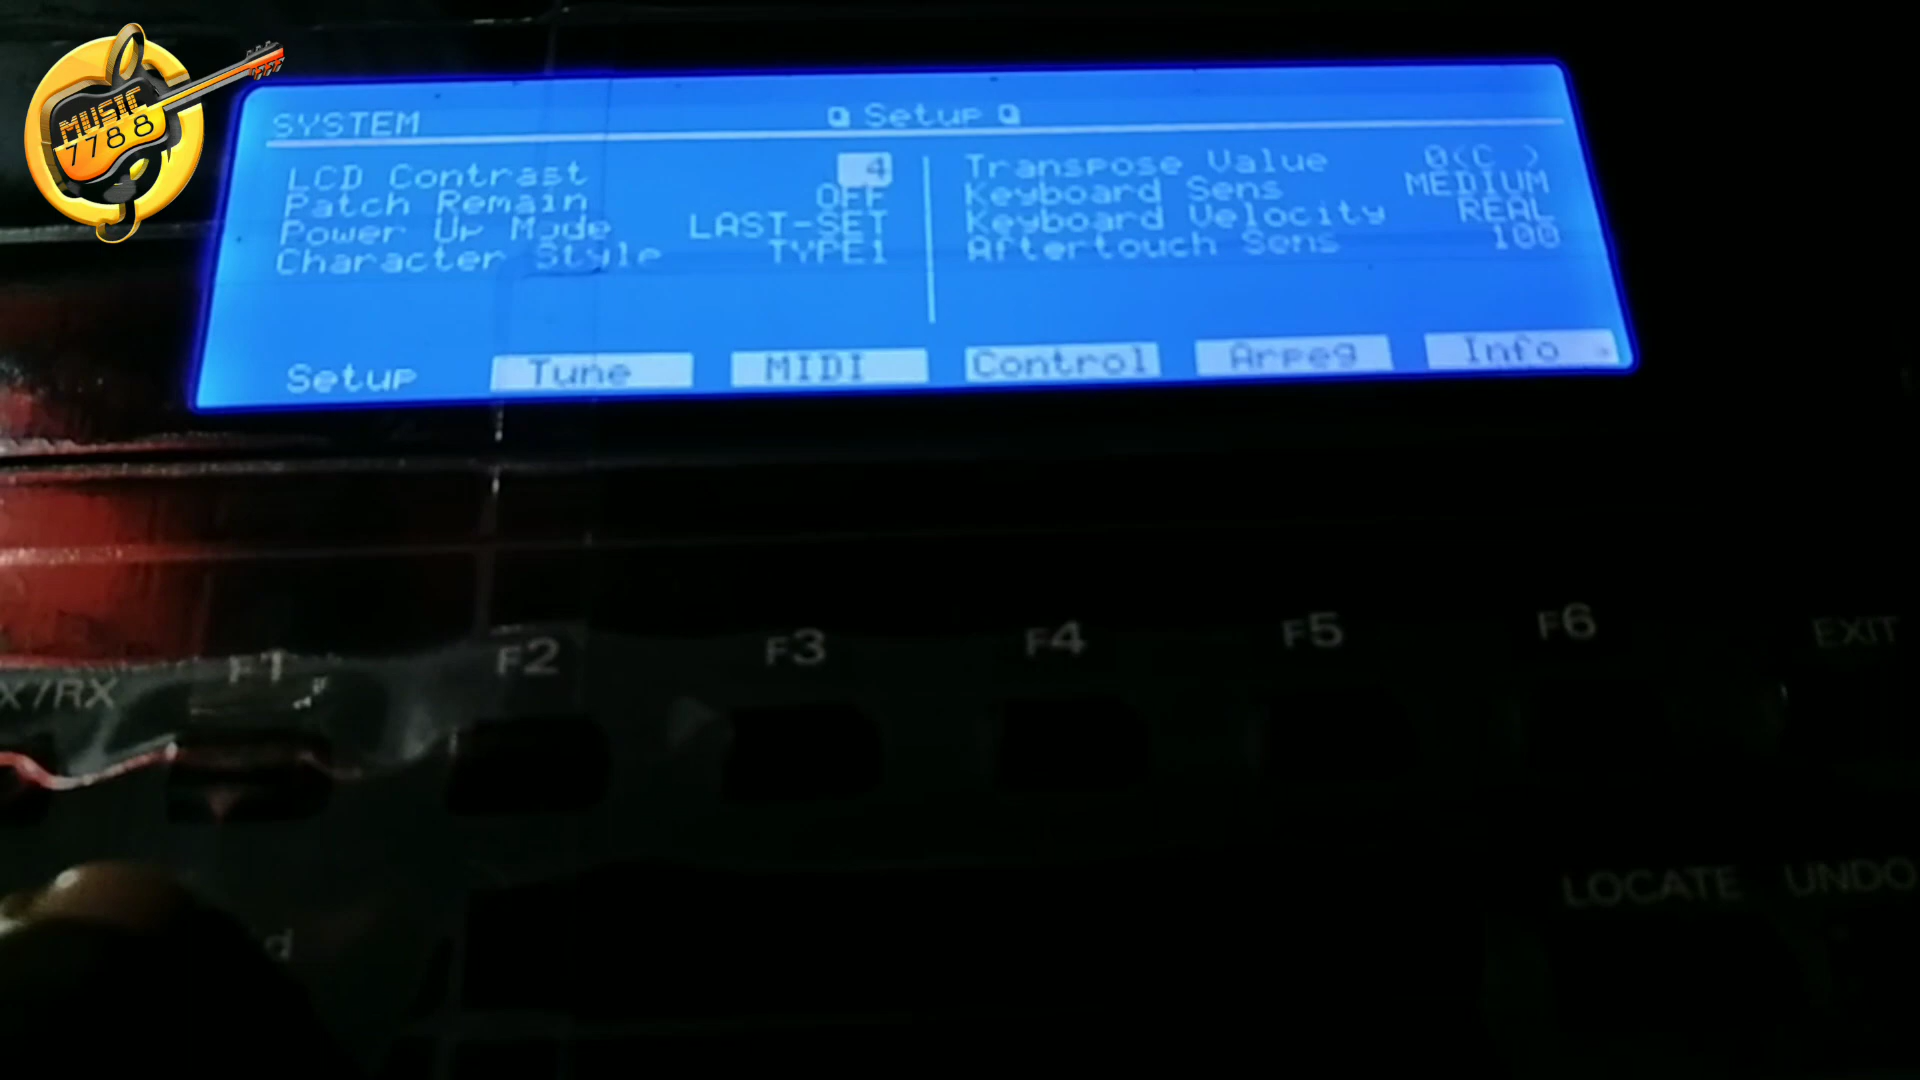 MUSIC
7788
SYSTEM
Setup
LCD Contrast 4
Patch Remain OFF
Power Up Mode LAST-SET
Character Style TYPE1
Transpose Value 0(C )
Keyboard Sens MEDIUM
Keyboard Velocity REAL
Aftertouch Sens 100
Setup Tune MIDI Control Arpeg Info
F1 F2 F3 F4 F5 F6 EXIT
X/RX
LOCATE UNDO